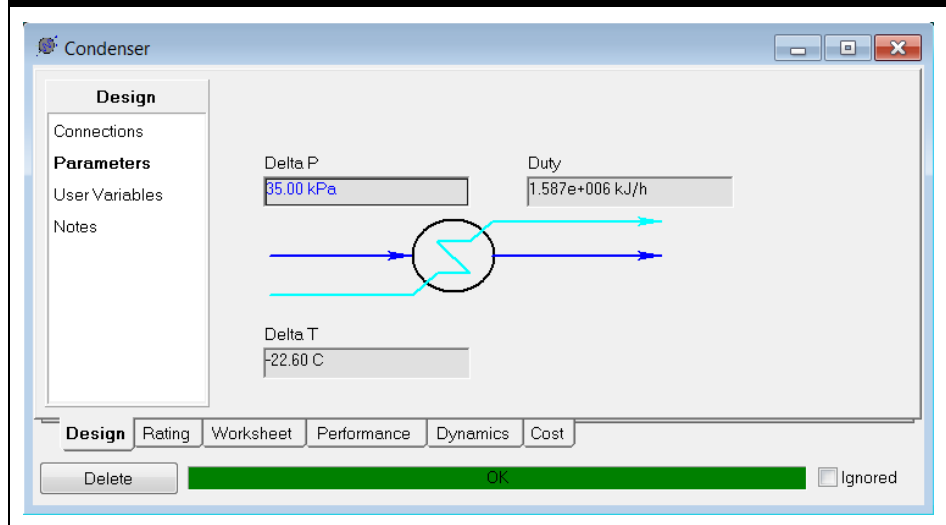 Condenser
Design
Connections
Parameters
User Variables
Notes
Delta P
35.00 kPa
Duty
1.587e+006 kJ/h
Delta T
-22.60 C
Design Rating Worksheet Performance Dynamics Cost
Delete
OK
Ignored